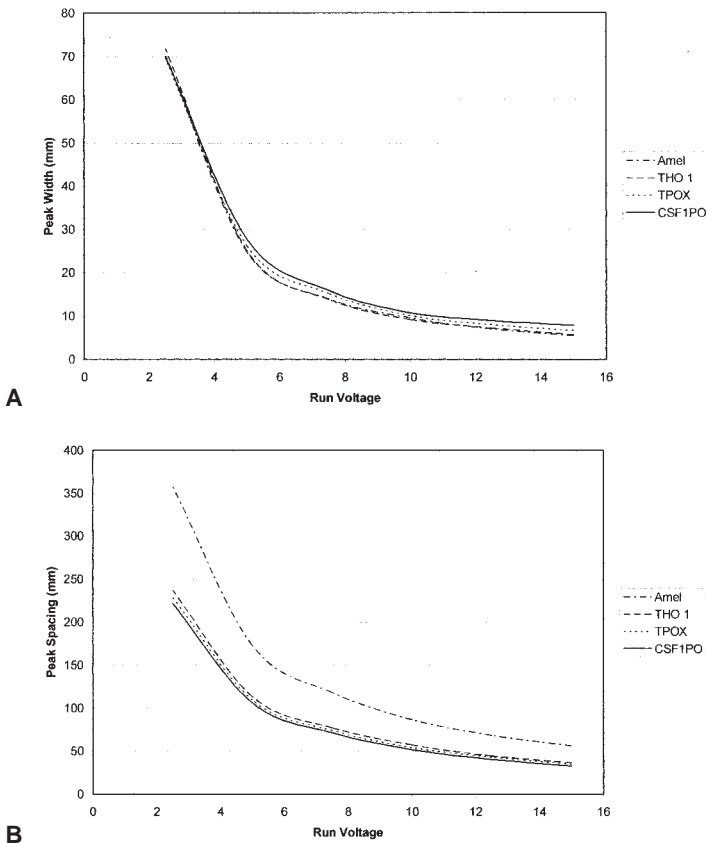 80
70
60
50
40
30
20
10
0
Peak Width (mm)
0 2 4 6 8 10 12 14 16
Run Voltage
Amel
THO 1
TPOX
CSF1PO
A
400
350
300
250
200
150
100
50
0
Peak Spacing (mm)
0 2 4 6 8 10 12 14 16
Run Voltage
Amel
THO 1
TPOX
CSF1PO
B